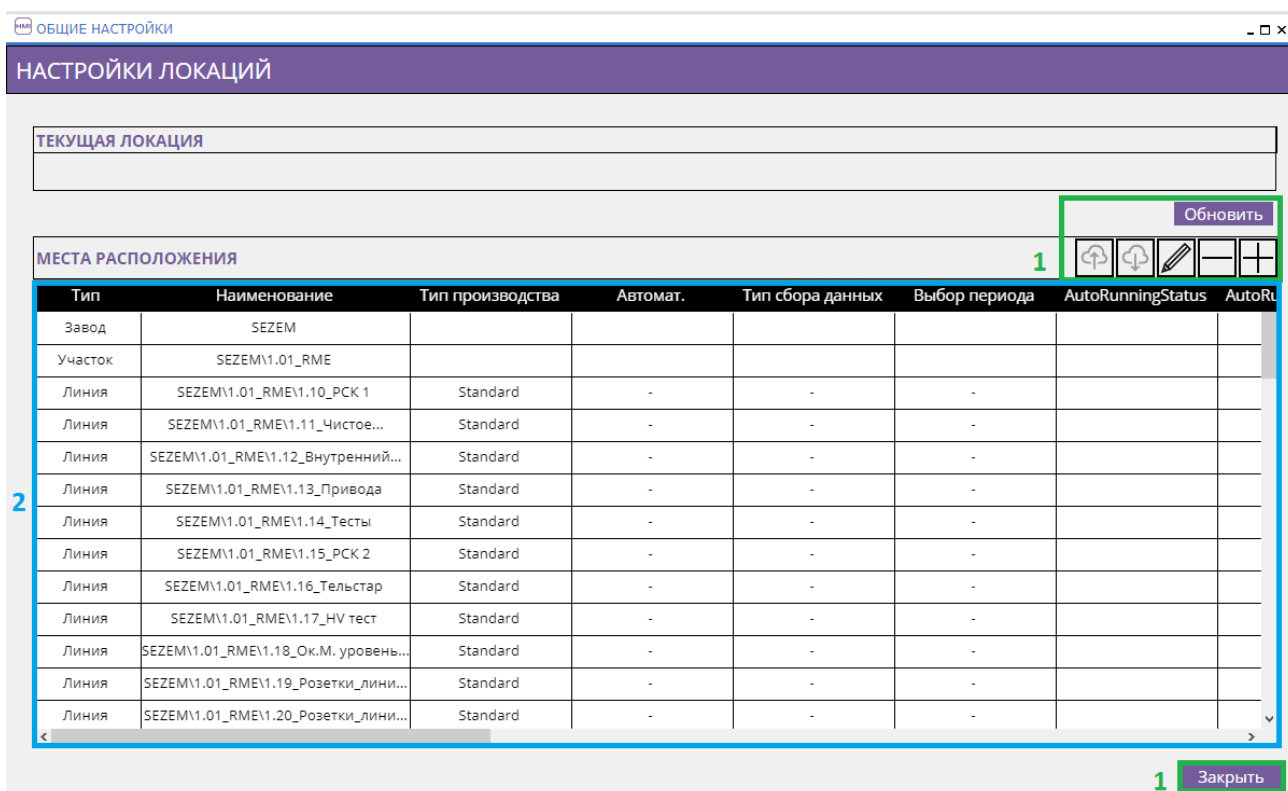 HMI ОБЩИЕ НАСТРОЙКИ
НАСТРОЙКИ ЛОКАЦИЙ
ТЕКУЩАЯ ЛОКАЦИЯ
Обновить
МЕСТА РАСПОЛОЖЕНИЯ 1
Тип Наименование Тип производства Автомат. Тип сбора данных Выбор периода AutoRunningStatus AutoRu
Завод SEZEM
Участок SEZEM\1.01_RME
Линия SEZEM\1.01_RME\1.10_РСК 1 Standard - - -
Линия SEZEM\1.01_RME\1.11_Чистое... Standard - - -
Линия SEZEM\1.01_RME\1.12_Внутренний... Standard - - -
Линия SEZEM\1.01_RME\1.13_Привода Standard - - -
2
Линия SEZEM\1.01_RME\1.14_Тесты Standard - - -
Линия SEZEM\1.01_RME\1.15_РСК 2 Standard - - -
Линия SEZEM\1.01_RME\1.16_Тельстар Standard - - -
Линия SEZEM\1.01_RME\1.17_HV тест Standard - - -
Линия SEZEM\1.01_RME\1.18_Ок.М. уровень... Standard - - -
Линия SEZEM\1.01_RME\1.19_Розетки_лини... Standard - - -
Линия SEZEM\1.01_RME\1.20_Розетки_лини... Standard - - -
1 Закрыть